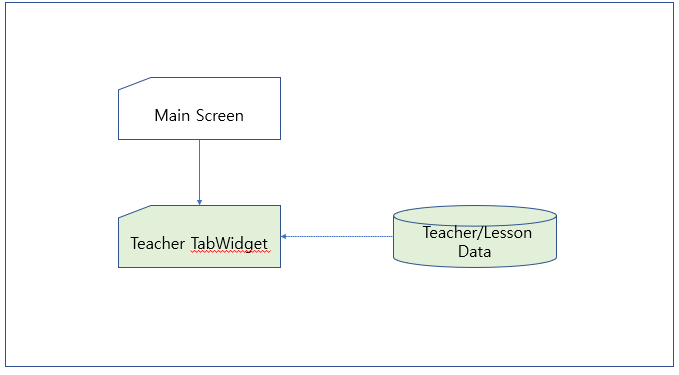 Main Screen
Teacher TabWidget
Teacher/Lesson
Data